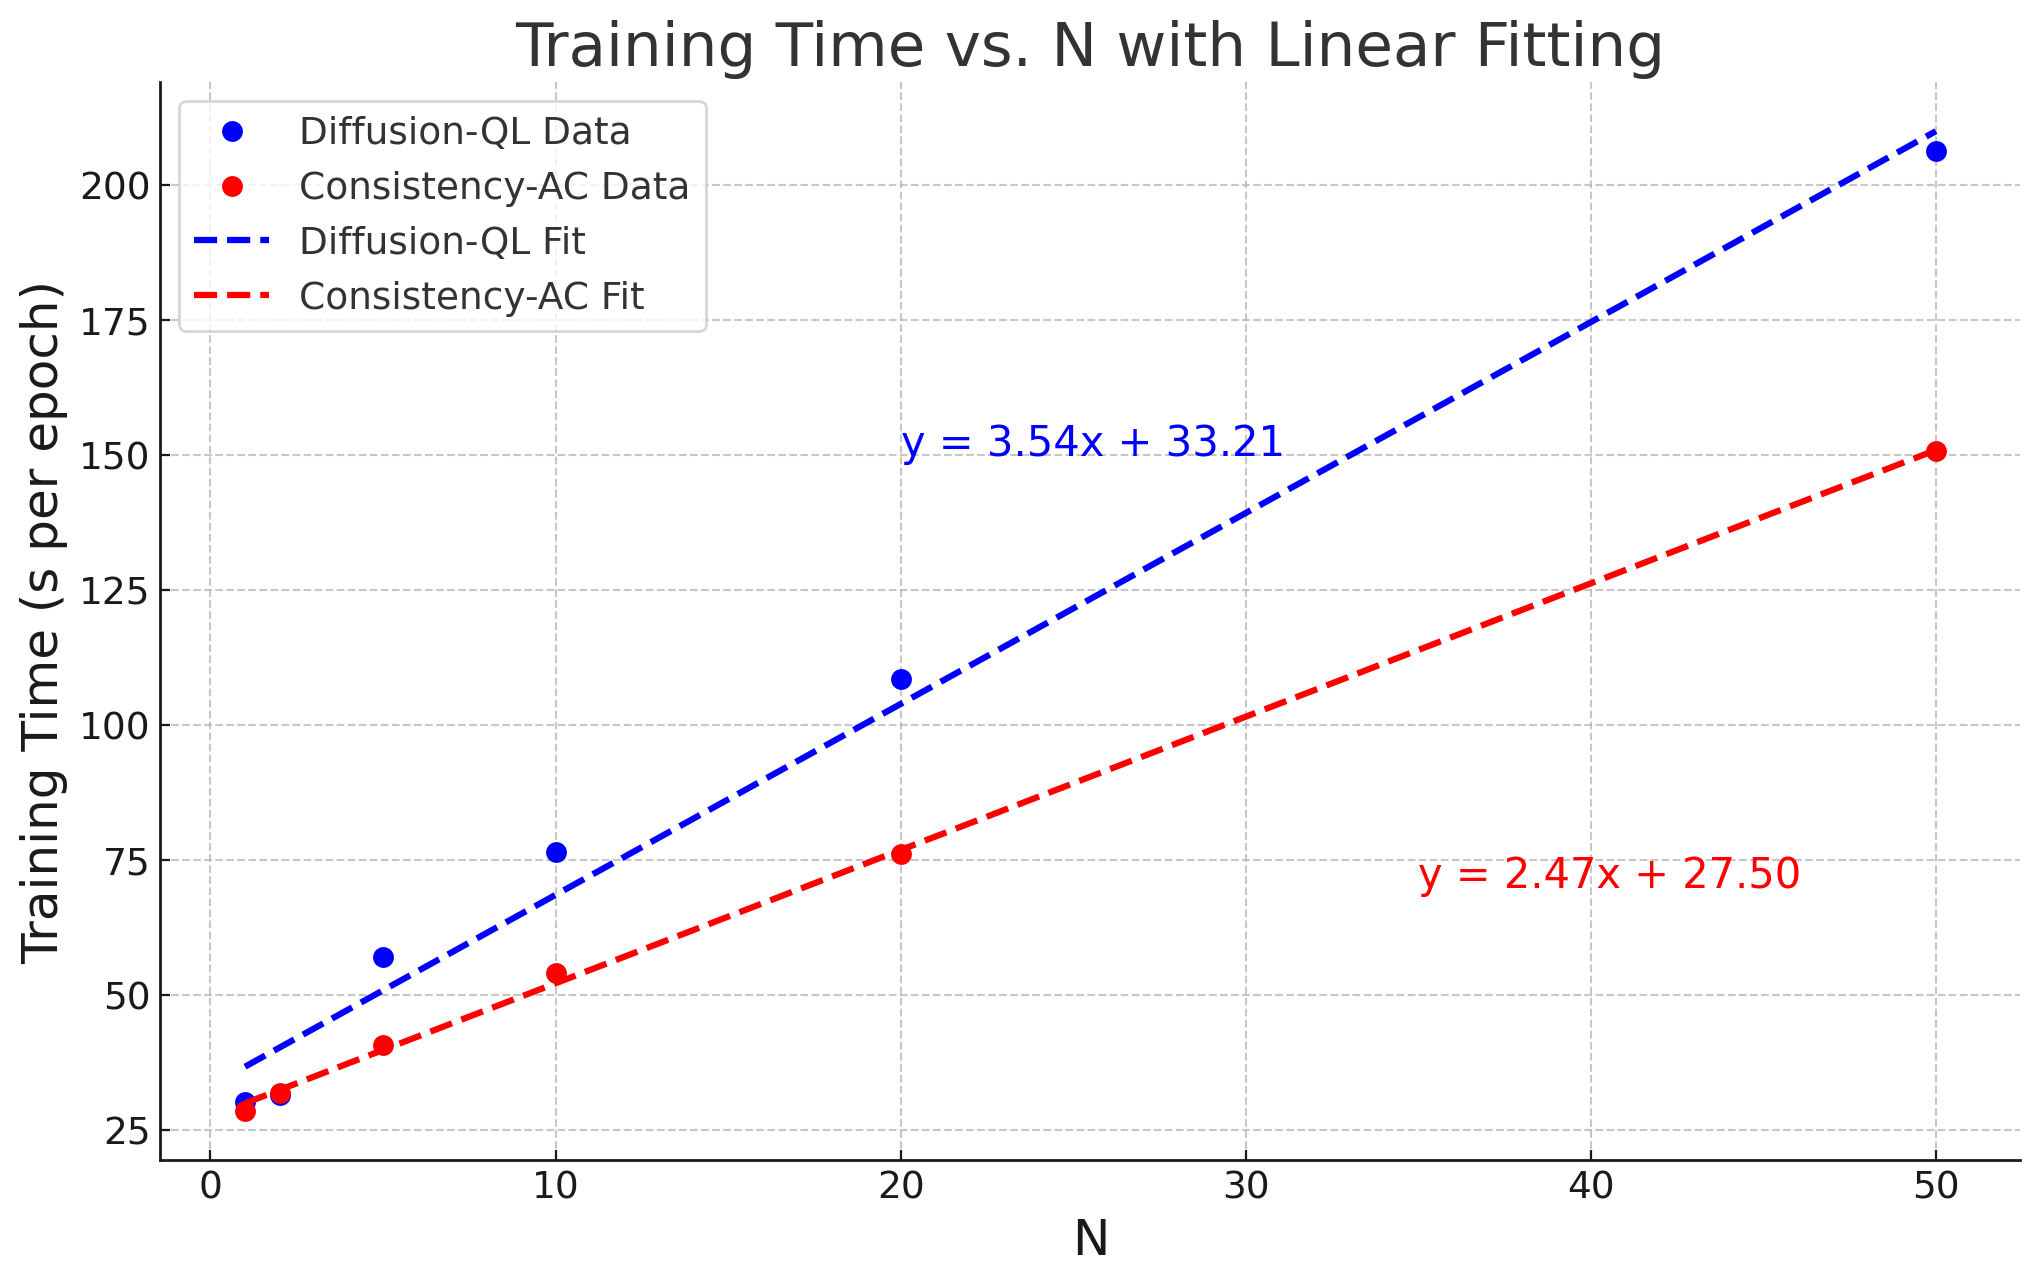 Training Time vs. N with Linear Fitting
Diffusion-QL Data
Consistency-AC Data
Diffusion-QL Fit
Consistency-AC Fit
Training Time (s per epoch)
200
175
150
125
100
75
50
25
y = 3.54x + 33.21
y = 2.47x + 27.50
0 10 20 30 40 50
N